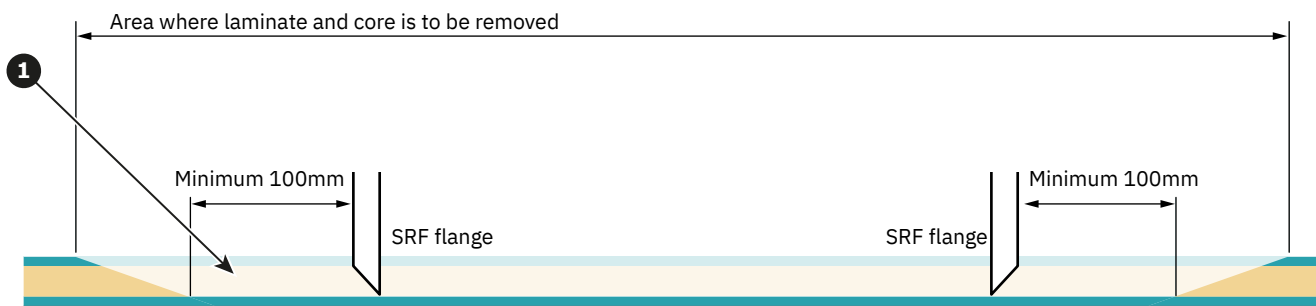 Area where laminate and core is to be removed
1
Minimum 100mm
Minimum 100mm
SRF flange
SRF flange